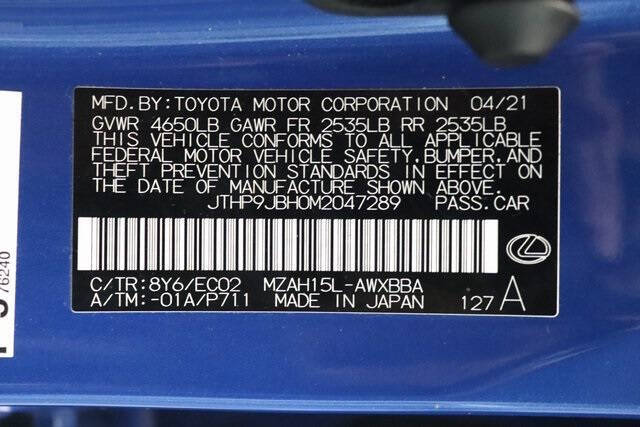 MFD.BY:TOYOTA MOTOR CORPORATION 04/21
GVWR 4650LB GAWR FR 2535LB RR 2535LB
THIS VEHICLE CONFORMS TO ALL APPLICABLE
FEDERAL MOTOR VEHICLE SAFETY,BUMPER,AND
THEFT PREVENTION STANDARDS IN EFFECT ON
THE DATE OF MANUFACTURE SHOWN ABOVE.
JTHP9JBH0M2047289 PASS.CAR
C/TR:8Y6/EC02 MZAH15L-AWXBBA
A/TM:-01A/P711 MADE IN JAPAN 127 A
76240